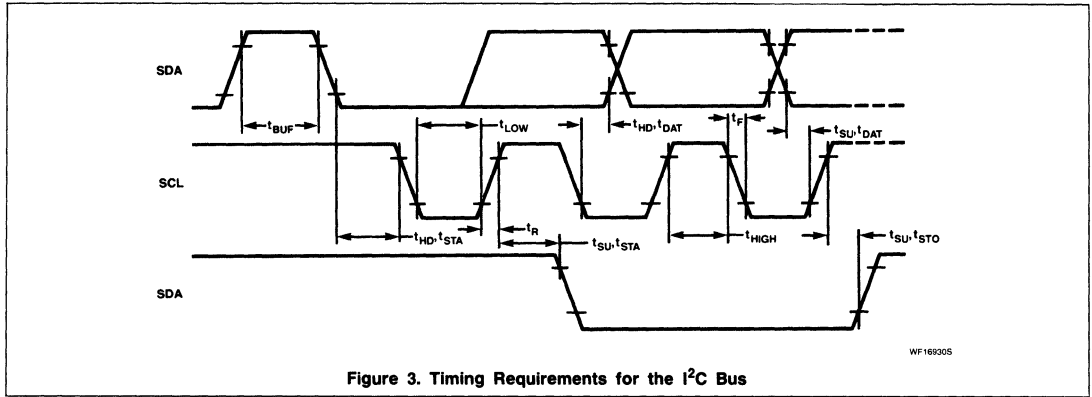 SDA
tBUF
tLOW
tHD,tDAT
tF
tSU,tDAT
SCL
tHD,tSTA
tR
tSU,tSTA
tHIGH
tSU,tSTO
SDA
WF16930S
Figure 3. Timing Requirements for the I²C Bus